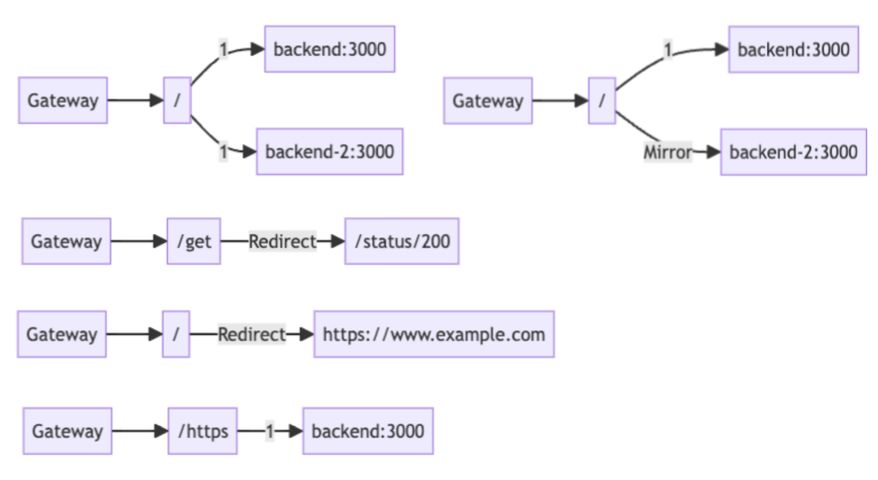 Gateway / 1 backend:3000
1 backend-2:3000
Gateway / 1 backend:3000
Mirror backend-2:3000
Gateway /get Redirect /status/200
Gateway / Redirect https://www.example.com
Gateway /https 1 backend:3000